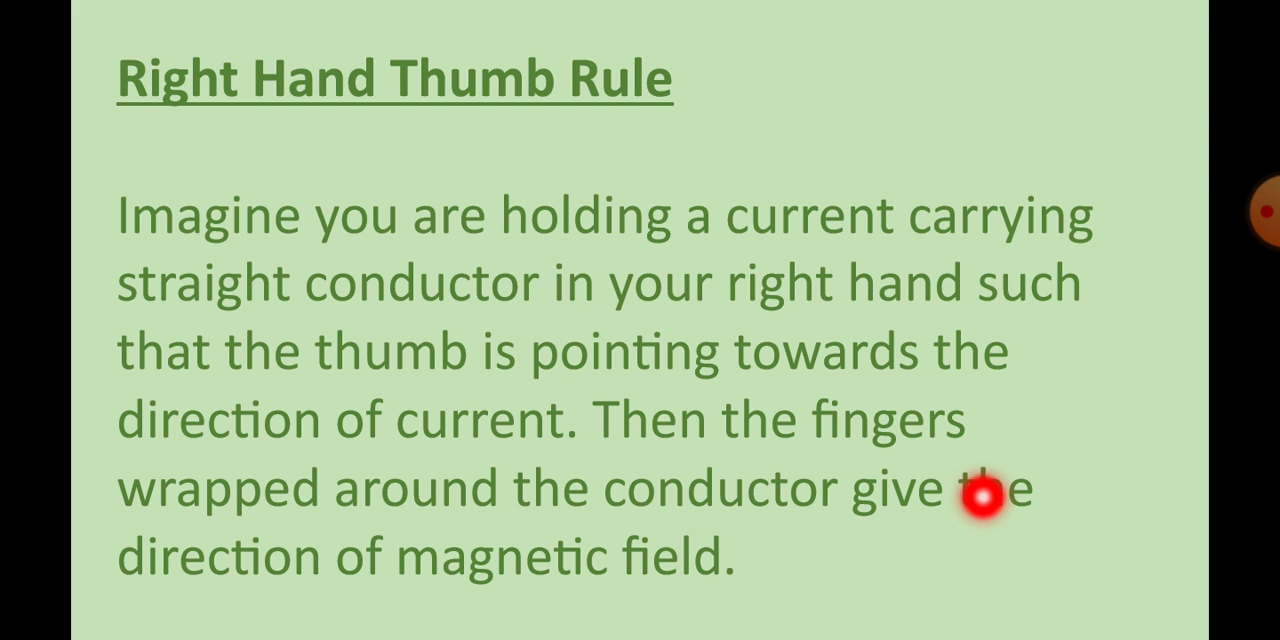 Right Hand Thumb Rule
Imagine you are holding a current carrying
straight conductor in your right hand such
that the thumb is pointing towards the
direction of current. Then the fingers
wrapped around the conductor give the
direction of magnetic field.